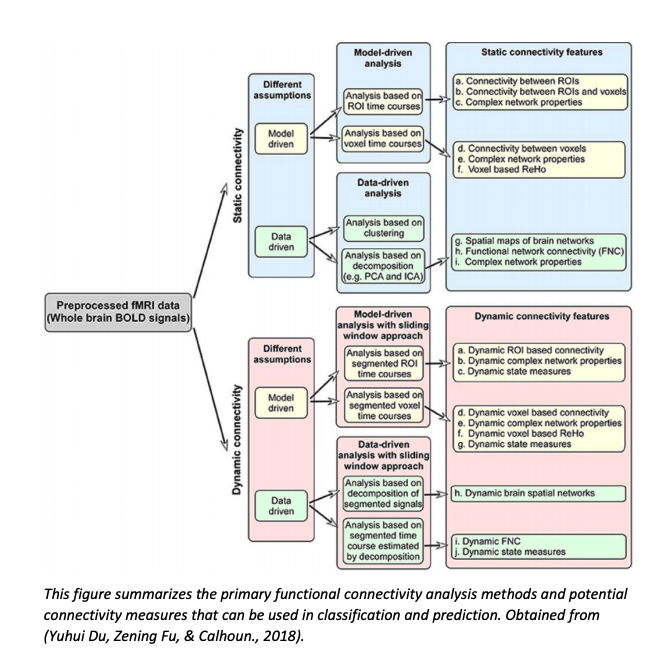 Model-driven
analysis
Static connectivity features
Different
assumptions
Analysis based on
ROI time courses
a. Connectivity between ROIs
b. Connectivity between ROIs and voxels
c. Complex network properties
Model
driven
Analysis based on
voxel time courses
d. Connectivity between voxels
e. Complex network properties
f. Voxel based ReHo
Static connectivity
Data-driven
analysis
Data
driven
Analysis based on
clustering
Analysis based on
decomposition
(e.g. PCA and ICA)
g. Spatial maps of brain networks
h. Functional network connectivity (FNC)
i. Complex network properties
Preprocessed fMRI data
(Whole brain BOLD signals)
Model-driven
analysis with sliding
window approach
Dynamic connectivity features
Different
assumptions
Analysis based on
segmented ROI
time courses
a. Dynamic ROI based connectivity
b. Dynamic complex network properties
c. Dynamic state measures
Model
driven
Analysis based on
segmented voxel
time courses
d. Dynamic voxel based connectivity
e. Dynamic complex network properties
f. Dynamic voxel based ReHo
g. Dynamic state measures
Dynamic connectivity
Data-driven
analysis with sliding
window approach
Data
driven
Analysis based on
decomposition of
segmented signals
h. Dynamic brain spatial networks
Analysis based on
segmented time
course estimated
by decomposition
i. Dynamic FNC
j. Dynamic state measures
This figure summarizes the primary functional connectivity analysis methods and potential
connectivity measures that can be used in classification and prediction. Obtained from
(Yuhui Du, Zening Fu, & Calhoun., 2018).